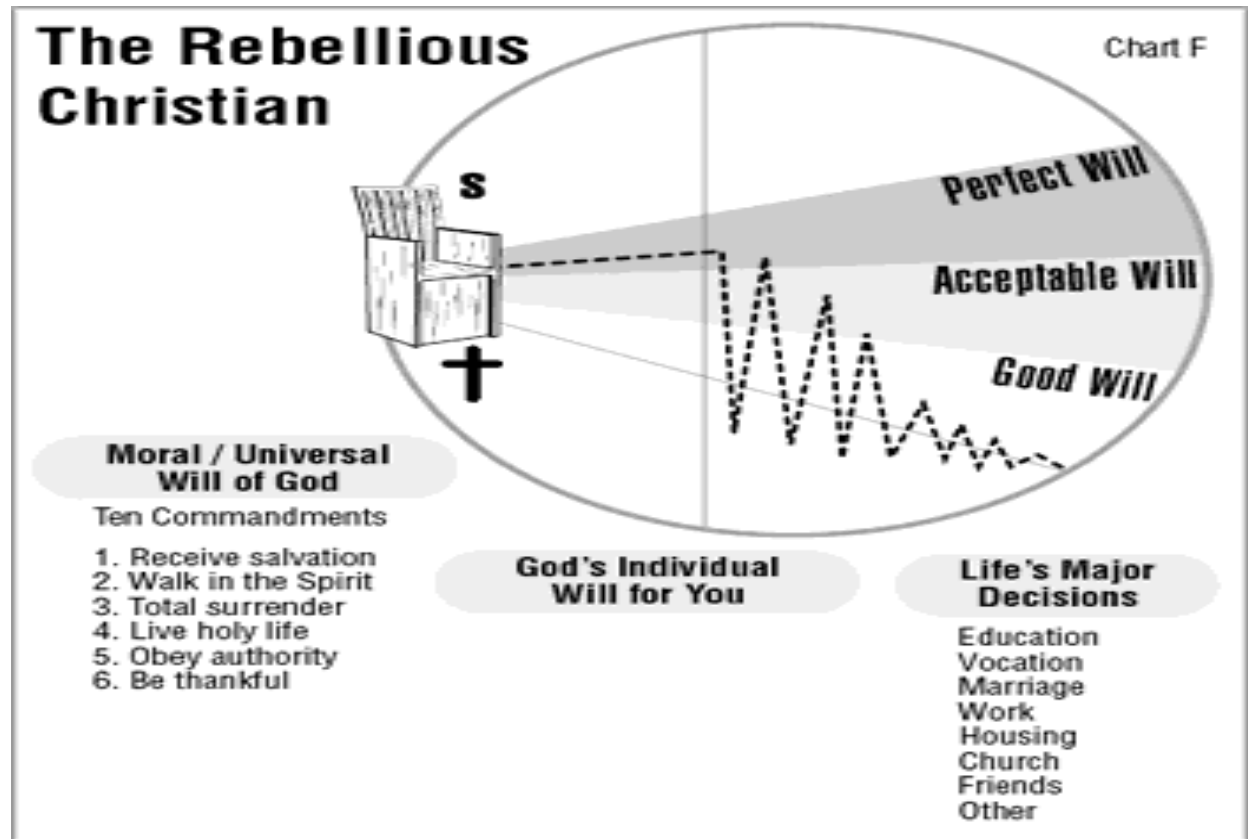 The Rebellious
Christian
Chart F
s
Perfect Will
Acceptable Will
Good Will
Moral / Universal
Will of God
Ten Commandments
1. Receive salvation
2. Walk in the Spirit
3. Total surrender
4. Live holy life
5. Obey authority
6. Be thankful
God's Individual
Will for You
Life's Major
Decisions
Education
Vocation
Marriage
Work
Housing
Church
Friends
Other